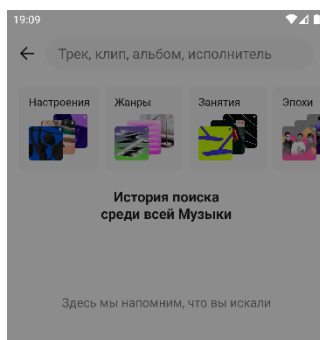 19:09
Трек, клип, альбом, исполнитель
Настроения Жанры Занятия Эпохи
История поиска
среди всей Музыки
Здесь мы напомним, что вы искали